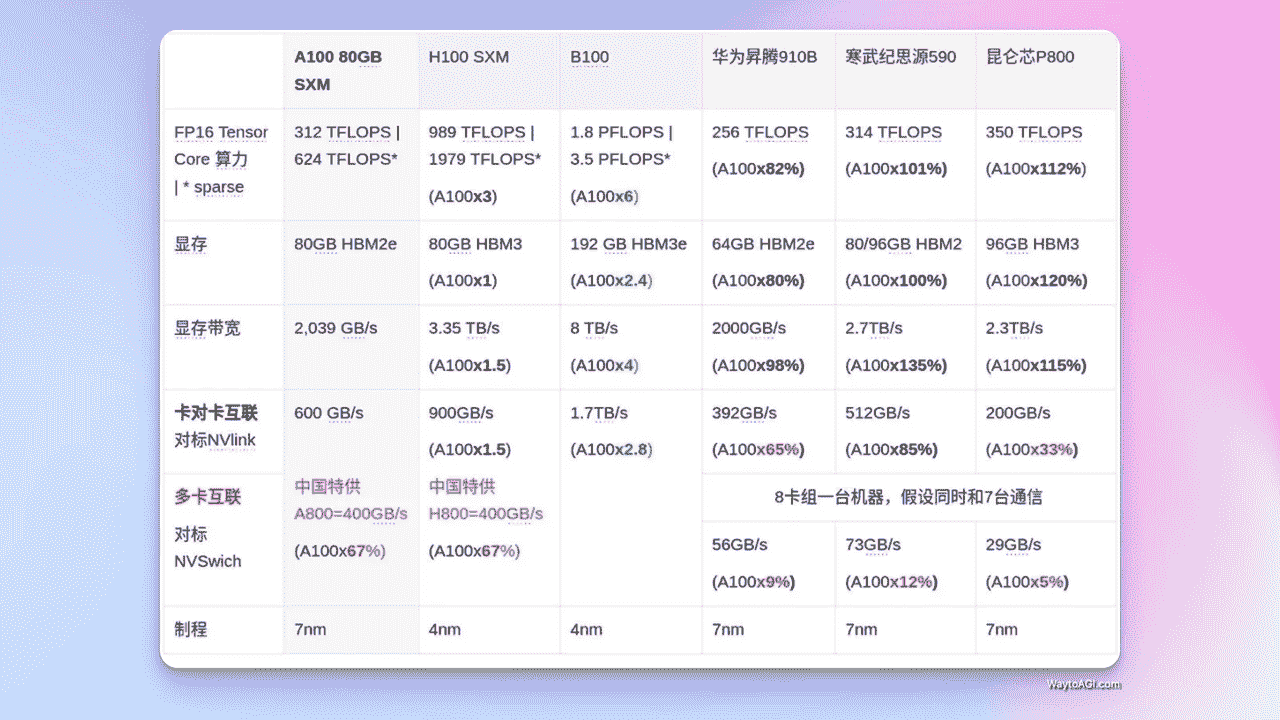 A100 80GB
SXM
H100 SXM
B100
华为昇腾910B
寒武纪思源590
昆仑芯P800
FP16 Tensor
Core 算力
| * sparse
312 TFLOPS |
624 TFLOPS*
989 TFLOPS |
1979 TFLOPS*
(A100x3)
1.8 PFLOPS |
3.5 PFLOPS*
(A100x6)
256 TFLOPS
(A100x82%)
314 TFLOPS
(A100x101%)
350 TFLOPS
(A100x112%)
显存
80GB HBM2e
80GB HBM3
(A100x1)
192 GB HBM3e
(A100x2.4)
64GB HBM2e
(A100x80%)
80/96GB HBM2
(A100x100%)
96GB HBM3
(A100x120%)
显存带宽
2,039 GB/s
3.35 TB/s
(A100x1.5)
8 TB/s
(A100x4)
2000GB/s
(A100x98%)
2.7TB/s
(A100x135%)
2.3TB/s
(A100x115%)
卡对卡互联
对标NVlink
600 GB/s
900GB/s
(A100x1.5)
1.7TB/s
(A100x2.8)
392GB/s
(A100x65%)
512GB/s
(A100x85%)
200GB/s
(A100x33%)
多卡互联
对标
NVSwich
中国特供
A800=400GB/s
(A100x67%)
中国特供
H800=400GB/s
(A100x67%)
8卡组一台机器，假设同时和7台通信
56GB/s
(A100x9%)
73GB/s
(A100x12%)
29GB/s
(A100x5%)
制程
7nm
4nm
4nm
7nm
7nm
7nm
WaytoAGI.com